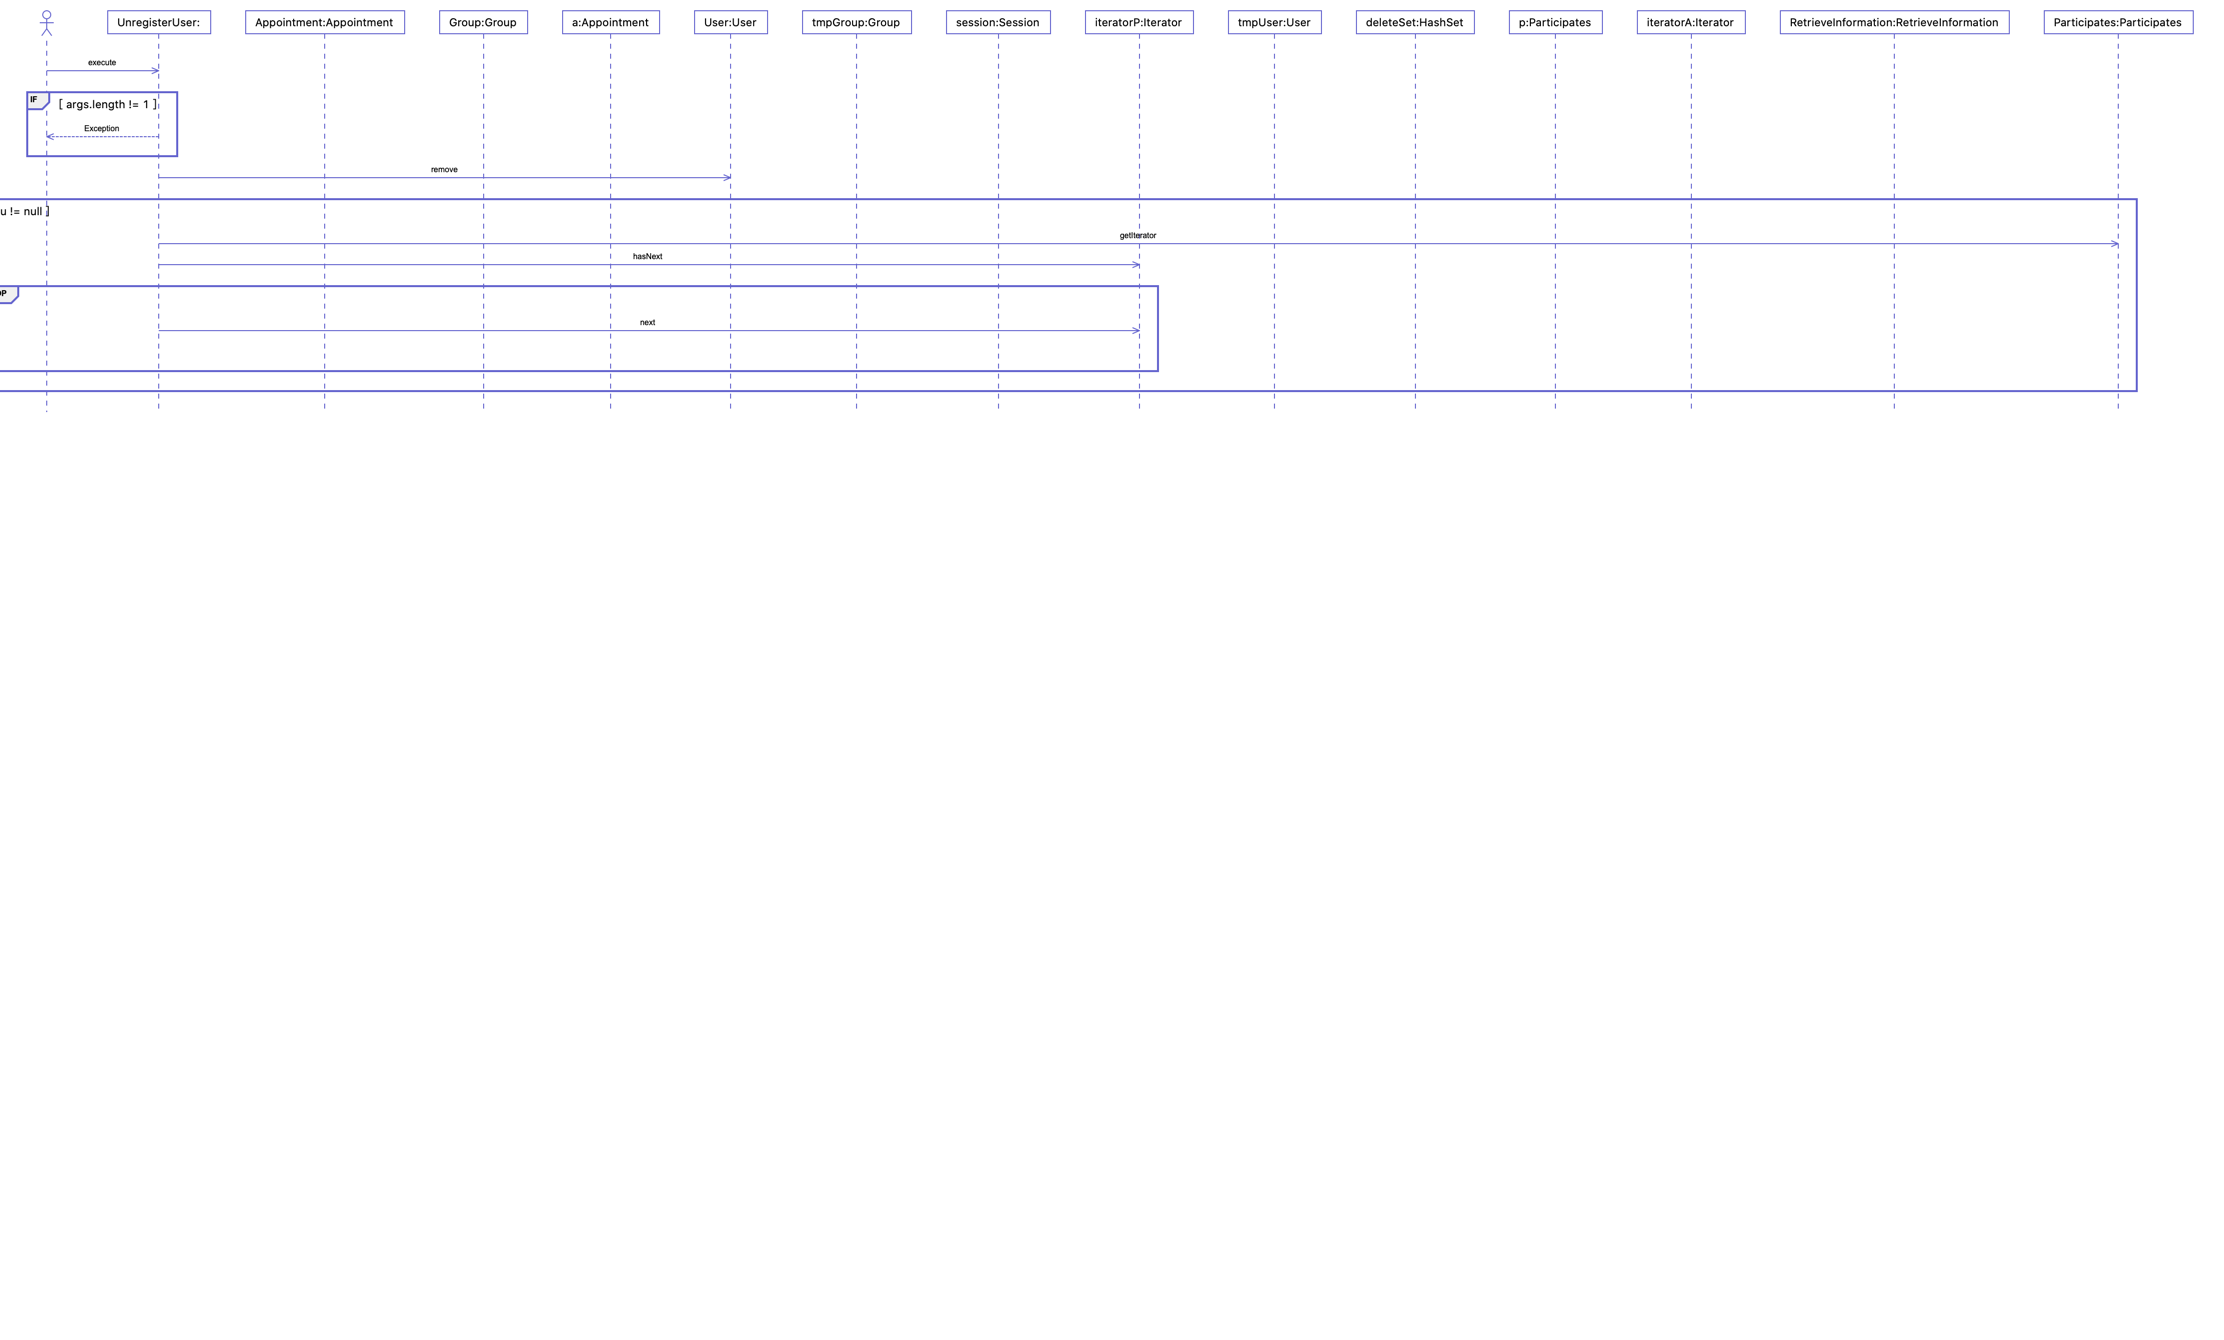 UnregisterUser:
Appointment:Appointment
Group:Group
a:Appointment
User:User
tmpGroup:Group
session:Session
iteratorP:Iterator
tmpUser:User
deleteSet:HashSet
p:Participates
iteratorA:Iterator
RetrieveInformation:RetrieveInformation
Participates:Participates
execute
IF
[ args.length != 1 ]
Exception
remove
u != null ]
getIterator
hasNext
OP
next